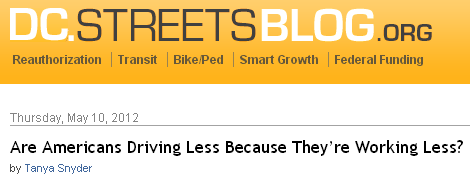 DC.STREETSBLOG.ORG
Reauthorization Transit Bike/Ped Smart Growth Federal Funding
Thursday, May 10, 2012
Are Americans Driving Less Because They're Working Less?
by Tanya Snyder